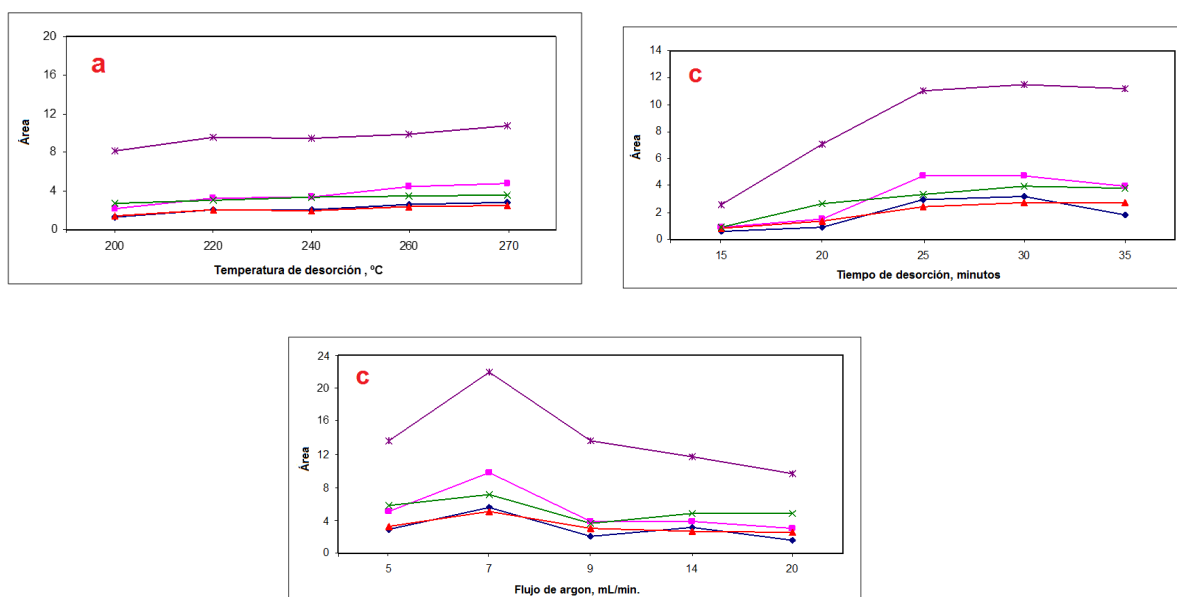 a
20
16
12
8
4
0
Área
200 220 240 260 270
Temperatura de desorción , ºC
c
14
12
10
8
6
4
2
0
Área
15 20 25 30 35
Tiempo de desorción, minutos
c
24
20
16
12
8
4
0
Área
5 7 9 14 20
Flujo de argon, mL/min.